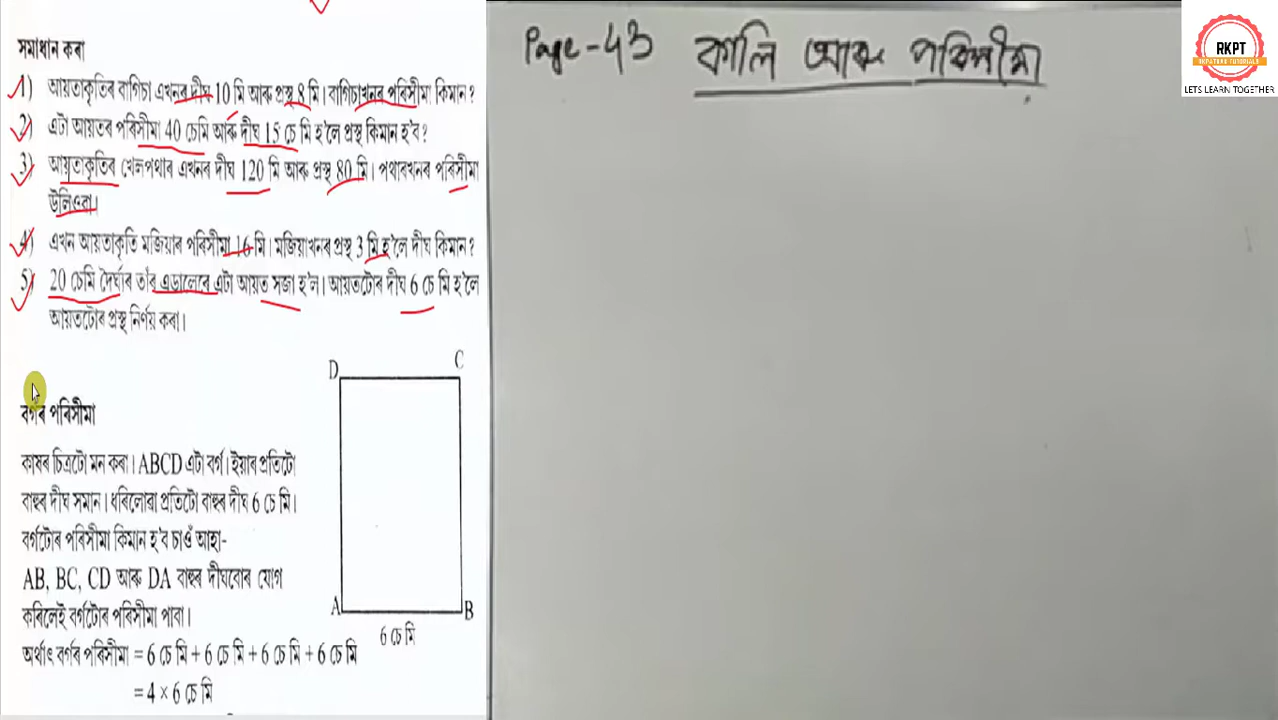 সমাধান কৰা
1) আয়তাকৃতিৰ বাগিচা এখনৰ দীঘ 10 মি আৰু প্ৰস্থ 8 মি। বাগিচাখনৰ পৰিসীমা কিমান?
2) এটা আয়তৰ পৰিসীমা 40 চেমি আৰু দীঘ 15 চে মি হ'লে প্ৰস্থ কিমান হ'ব?
3) আয়তাকৃতিৰ খেলপথাৰ এখনৰ দীঘ 120 মি আৰু প্ৰস্থ 80 মি। পথাৰখনৰ পৰিসীমা
উলিওৱা।
4) এখন আয়তাকৃতি মজিয়াৰ পৰিসীমা 16 মি। মজিয়াখনৰ প্ৰস্থ 3 মি হ'লে দীঘ কিমান?
5) 20 চেমি দৈৰ্ঘ্যৰ তাঁৰ এডালেৰে এটা আয়ত সজা হ'ল। আয়তটোৰ দীঘ 6 চে মি হ'লে
আয়তটোৰ প্ৰস্থ নিৰ্ণয় কৰা।
বৰ্গৰ পৰিসীমা
কাষৰ চিত্ৰটো মন কৰা। ABCD এটা বৰ্গ। ইয়াৰ প্ৰতিটো
বাহুৰ দীঘ সমান। ধৰিলোৱা প্ৰতিটো বাহুৰ দীঘ 6 চে মি।
বৰ্গটোৰ পৰিসীমা কিমান হ'ব চাওঁ আহা-
AB, BC, CD আৰু DA বাহুৰ দীঘবোৰ যোগ
কৰিলেই বৰ্গটোৰ পৰিসীমা পাবা।
অৰ্থাৎ বৰ্গৰ পৰিসীমা = 6 চে মি + 6 চে মি + 6 চে মি + 6 চে মি
= 4 × 6 চে মি
D C
A B
6 চে মি
Page-43 কালি আৰু পৰিসীমা
RKPT
RKPATHAK TUTORIALS
LETS LEARN TOGETHER